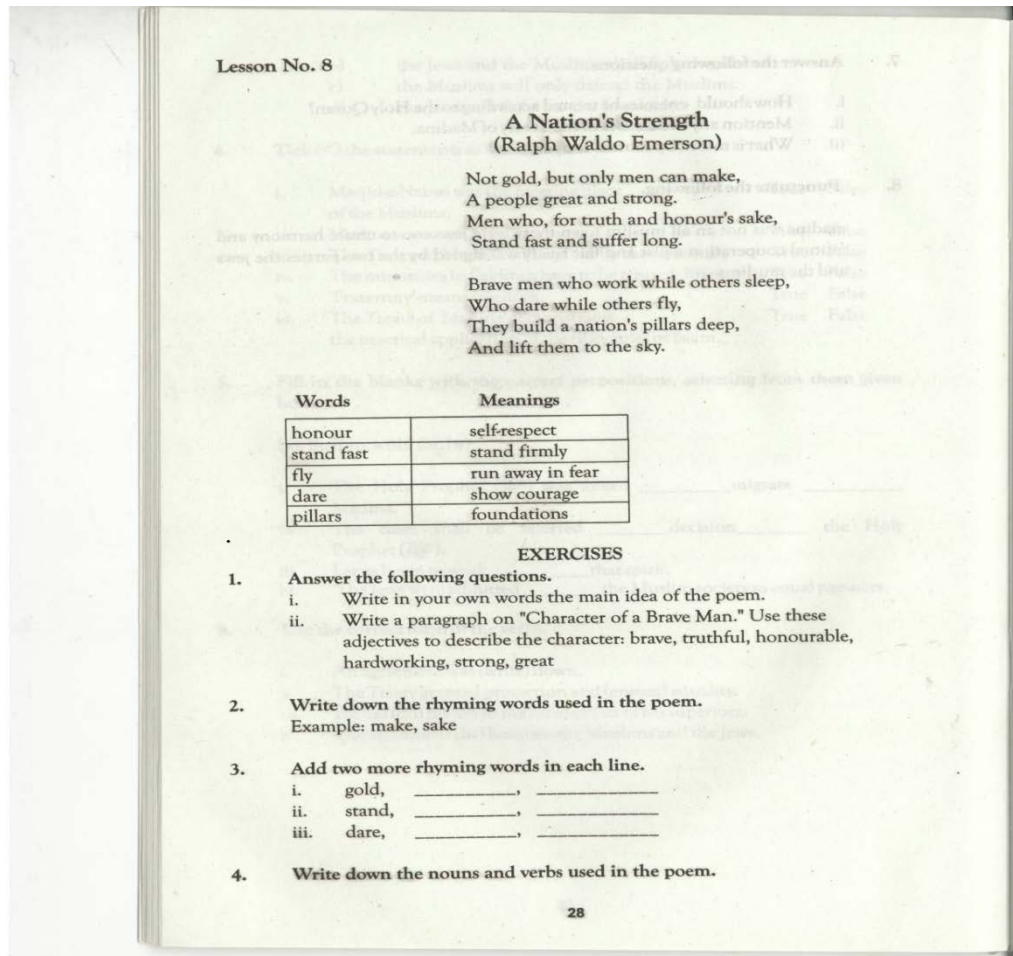 Lesson No. 8
A Nation's Strength
(Ralph Waldo Emerson)
Not gold, but only men can make,
A people great and strong.
Men who, for truth and honour's sake,
Stand fast and suffer long.
Brave men who work while others sleep,
Who dare while others fly,
They build a nation's pillars deep,
And lift them to the sky.
Words Meanings
honour self-respect
stand fast stand firmly
fly run away in fear
dare show courage
pillars foundations
EXERCISES
1. Answer the following questions.
i. Write in your own words the main idea of the poem.
ii. Write a paragraph on "Character of a Brave Man." Use these
adjectives to describe the character: brave, truthful, honourable,
hardworking, strong, great
2. Write down the rhyming words used in the poem.
Example: make, sake
3. Add two more rhyming words in each line.
i. gold, __________, __________
ii. stand, __________, __________
iii. dare, __________, __________
4. Write down the nouns and verbs used in the poem.
28